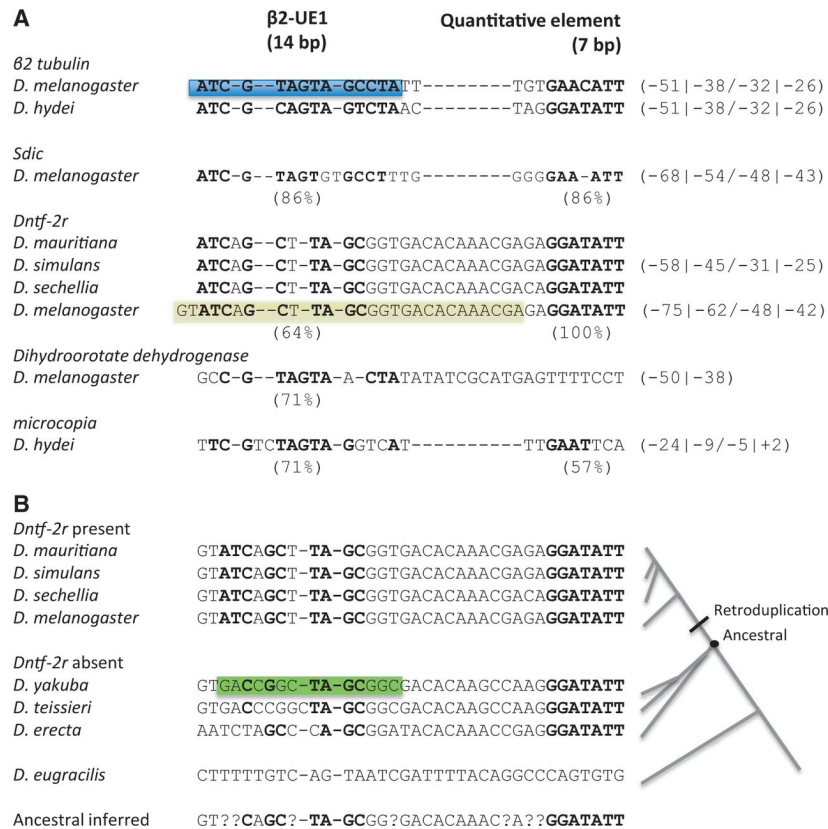 A
β2-UE1 Quantitative element
(14 bp) (7 bp)
β2 tubulin
D. melanogaster ATC-G--TAGTA-GCCTATT--------TGTGAACATT (-51|-38/-32|-26)
D. hydei ATC-G--CAGTA-GTCTAAC--------TAGGGATATT (-51|-38/-32|-26)
Sdic
D. melanogaster ATC-G--TAGTGTGCCTTTG--------GGGGAA-ATT (-68|-54/-48|-43)
(86%) (86%)
Dntf-2r
D. mauritiana ATCAG--CT-TA-GCGGTGACACAAACGAGAGGATATT
D. simulans ATCAG--CT-TA-GCGGTGACACAAACGAGAGGATATT (-58|-45/-31|-25)
D. sechellia ATCAG--CT-TA-GCGGTGACACAAACGACAGGATATT
D. melanogaster GTATCAG--CT-TA-GCGGTGACACAAACGAGAGGATATT (-75|-62/-48|-42)
(64%) (100%)
Dihydroorotate dehydrogenase
D. melanogaster GCC-G--TAGTA-A-CTATATATCGCATGAGTTTTCCT (-50|-38)
(71%)
microcopia
D. hydei TTC-GTCTAGTA-GGTCAT----------TTGAATTCA (-24|-9/-5|+2)
(71%) (57%)
B
Dntf-2r present
D. mauritiana GTATCAGCT-TA-GCGGTGACACAAACGAGAGGATATT
D. simulans GTATCAGCT-TA-GCGGTGACACAAACGAGAGGATATT
D. sechellia GTATCAGCT-TA-GCGGTGACACAAACGACAGGATATT
D. melanogaster GTATCAGCT-TA-GCGGTGACACAAACGAGAGGATATT
Retroduplication
Ancestral
Dntf-2r absent
D. yakuba GTGACCGGC-TA-GCGGCGACACAAGCCAAGGGATATT
D. teissieri GTGACCCGGCTA-GCGGCGACACAAGCCAAGGGATATT
D. erecta AATCTAGCC-CA-GCGGATACACAAACCGAGGGATATT
D. eugracilis CTTTTTGTC-AG-TAATCGATTTTACAGGCCCAGTGTG
Ancestral inferred GT??CAGC?-TA-GCGG?GACACAAAC?A??GGATATT